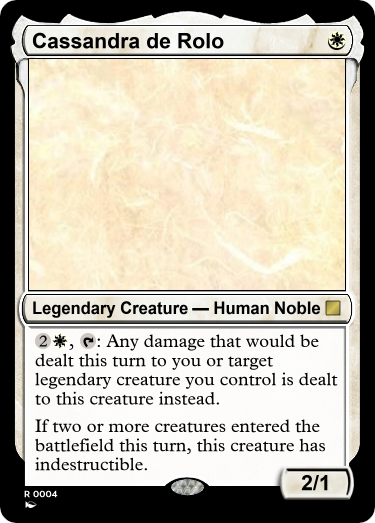 Cassandra de Rolo
Legendary Creature — Human Noble
2, : Any damage that would be
dealt this turn to you or target
legendary creature you control is dealt
to this creature instead.
If two or more creatures entered the
battlefield this turn, this creature has
indestructible.
2/1
R 0004